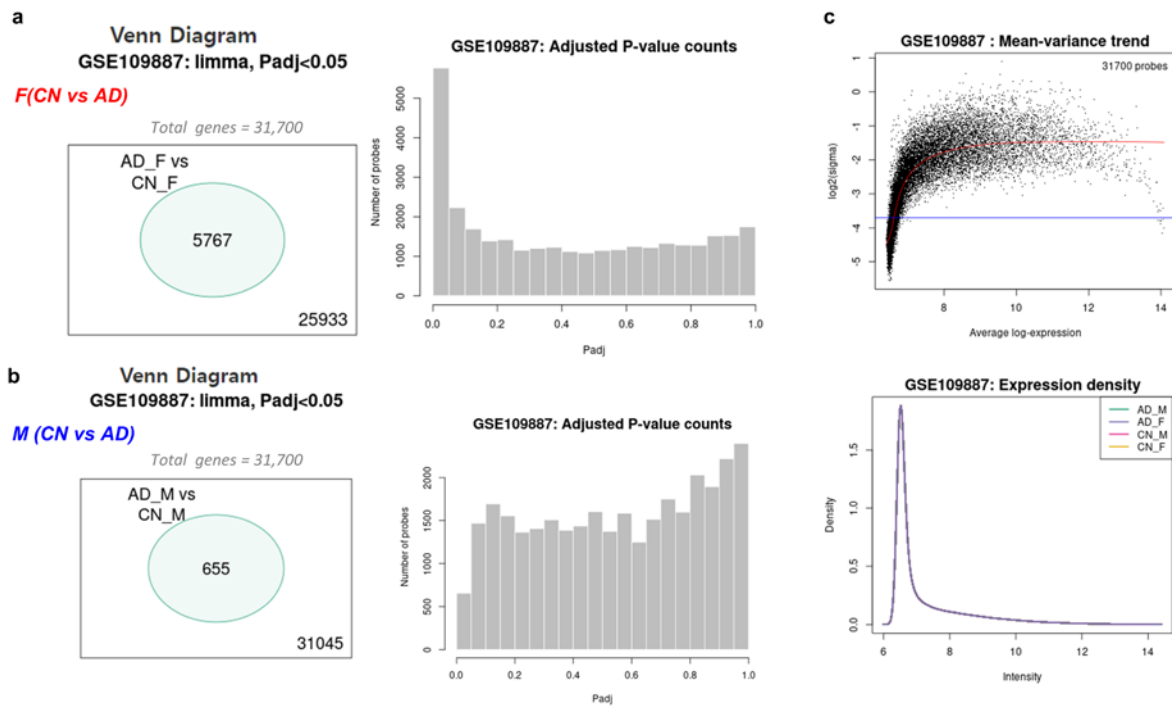 a
Venn Diagram
GSE109887: limma, Padj<0.05
F(CN vs AD)
Total genes = 31,700
AD_F vs
CN_F
5767
25933
GSE109887: Adjusted P-value counts
Number of probes
0
1000
2000
3000
4000
5000
0.0
0.2
0.4
0.6
0.8
1.0
Padj
b
Venn Diagram
GSE109887: limma, Padj<0.05
M (CN vs AD)
Total genes = 31,700
AD_M vs
CN_M
655
31045
GSE109887: Adjusted P-value counts
Number of probes
0
500
1000
1500
2000
0.0
0.2
0.4
0.6
0.8
1.0
Padj
c
GSE109887 : Mean-variance trend
31700 probes
log2(sigma)
1
0
-1
-2
-3
-4
-5
8
10
12
14
Average log-expression
GSE109887: Expression density
AD_M
AD_F
CN_M
CN_F
Density
0.0
0.5
1.0
1.5
6
8
10
12
14
Intensity